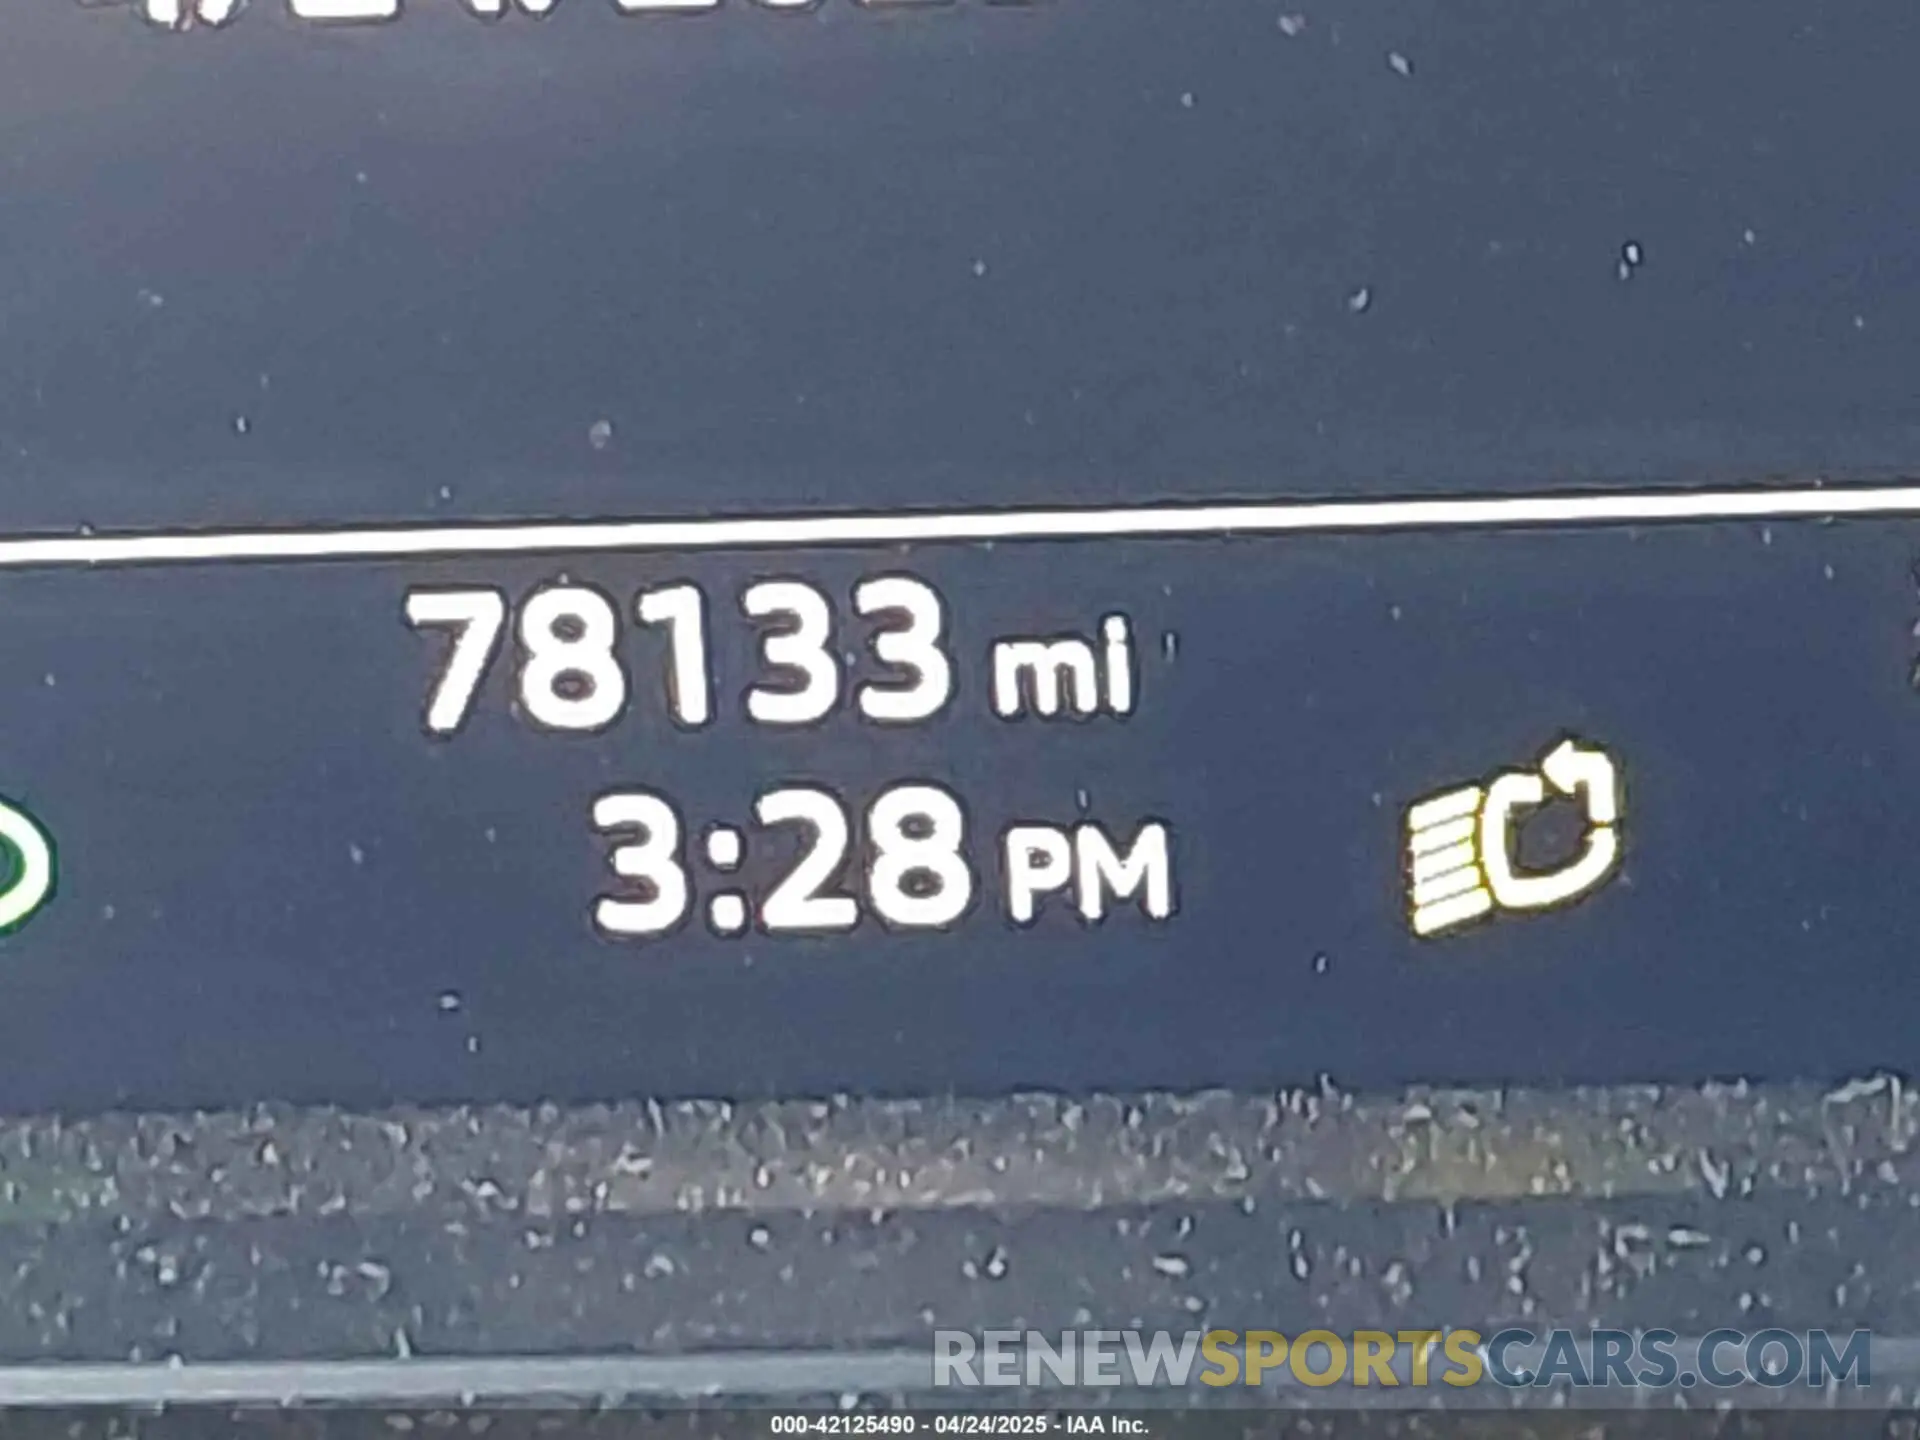 78133 mi
3:28 PM
RENEWSPORTSCARS.COM
000-42125490 - 04/24/2025 - IAA Inc.